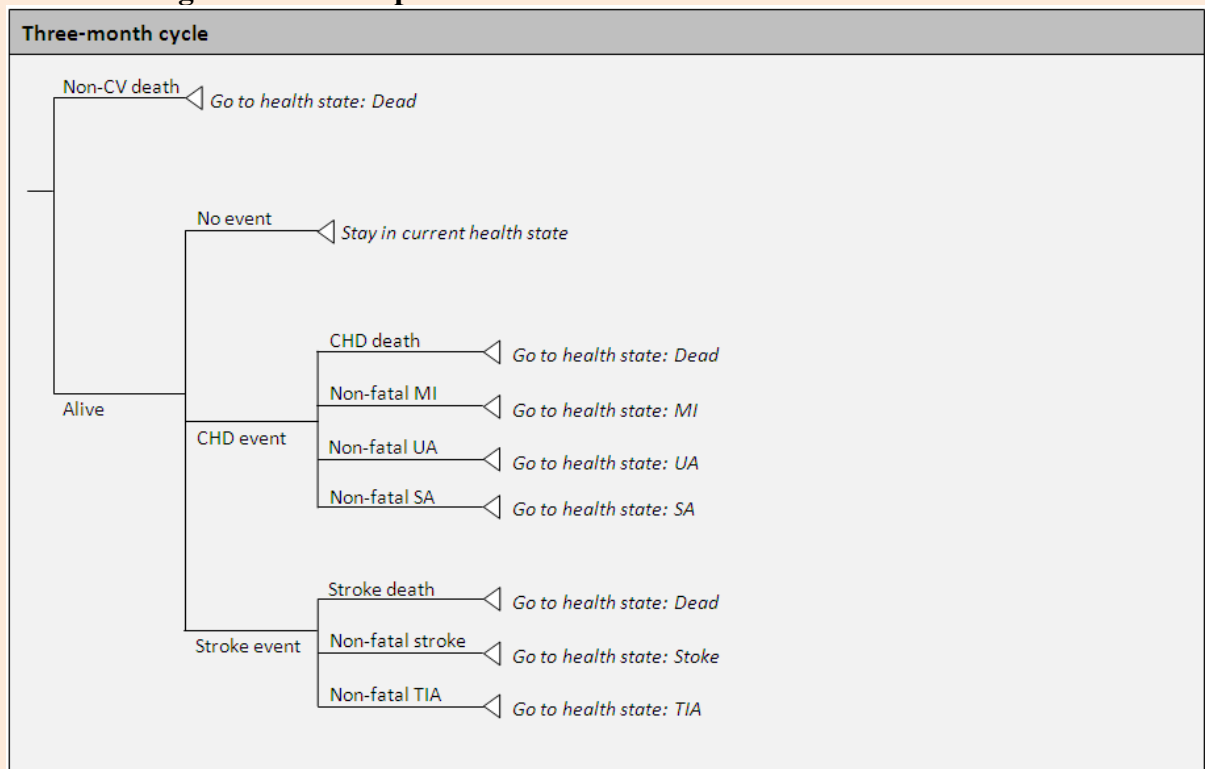 Three-month cycle
Non-CV death
Go to health state: Dead
No event
Stay in current health state
Alive
CHD event
CHD death
Go to health state: Dead
Non-fatal MI
Go to health state: MI
Non-fatal UA
Go to health state: UA
Non-fatal SA
Go to health state: SA
Stroke event
Stroke death
Go to health state: Dead
Non-fatal stroke
Go to health state: Stoke
Non-fatal TIA
Go to health state: TIA